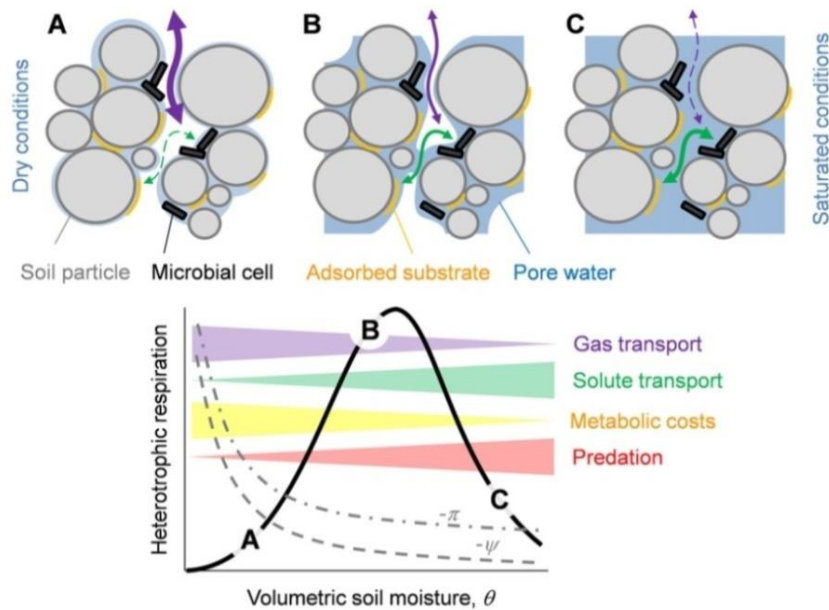 A
B
C
Dry conditions
Saturated conditions
Soil particle
Microbial cell
Adsorbed substrate
Pore water
Heterotrophic respiration
B
Gas transport
Solute transport
Metabolic costs
Predation
C
A
-π
-ψ
Volumetric soil moisture, θ